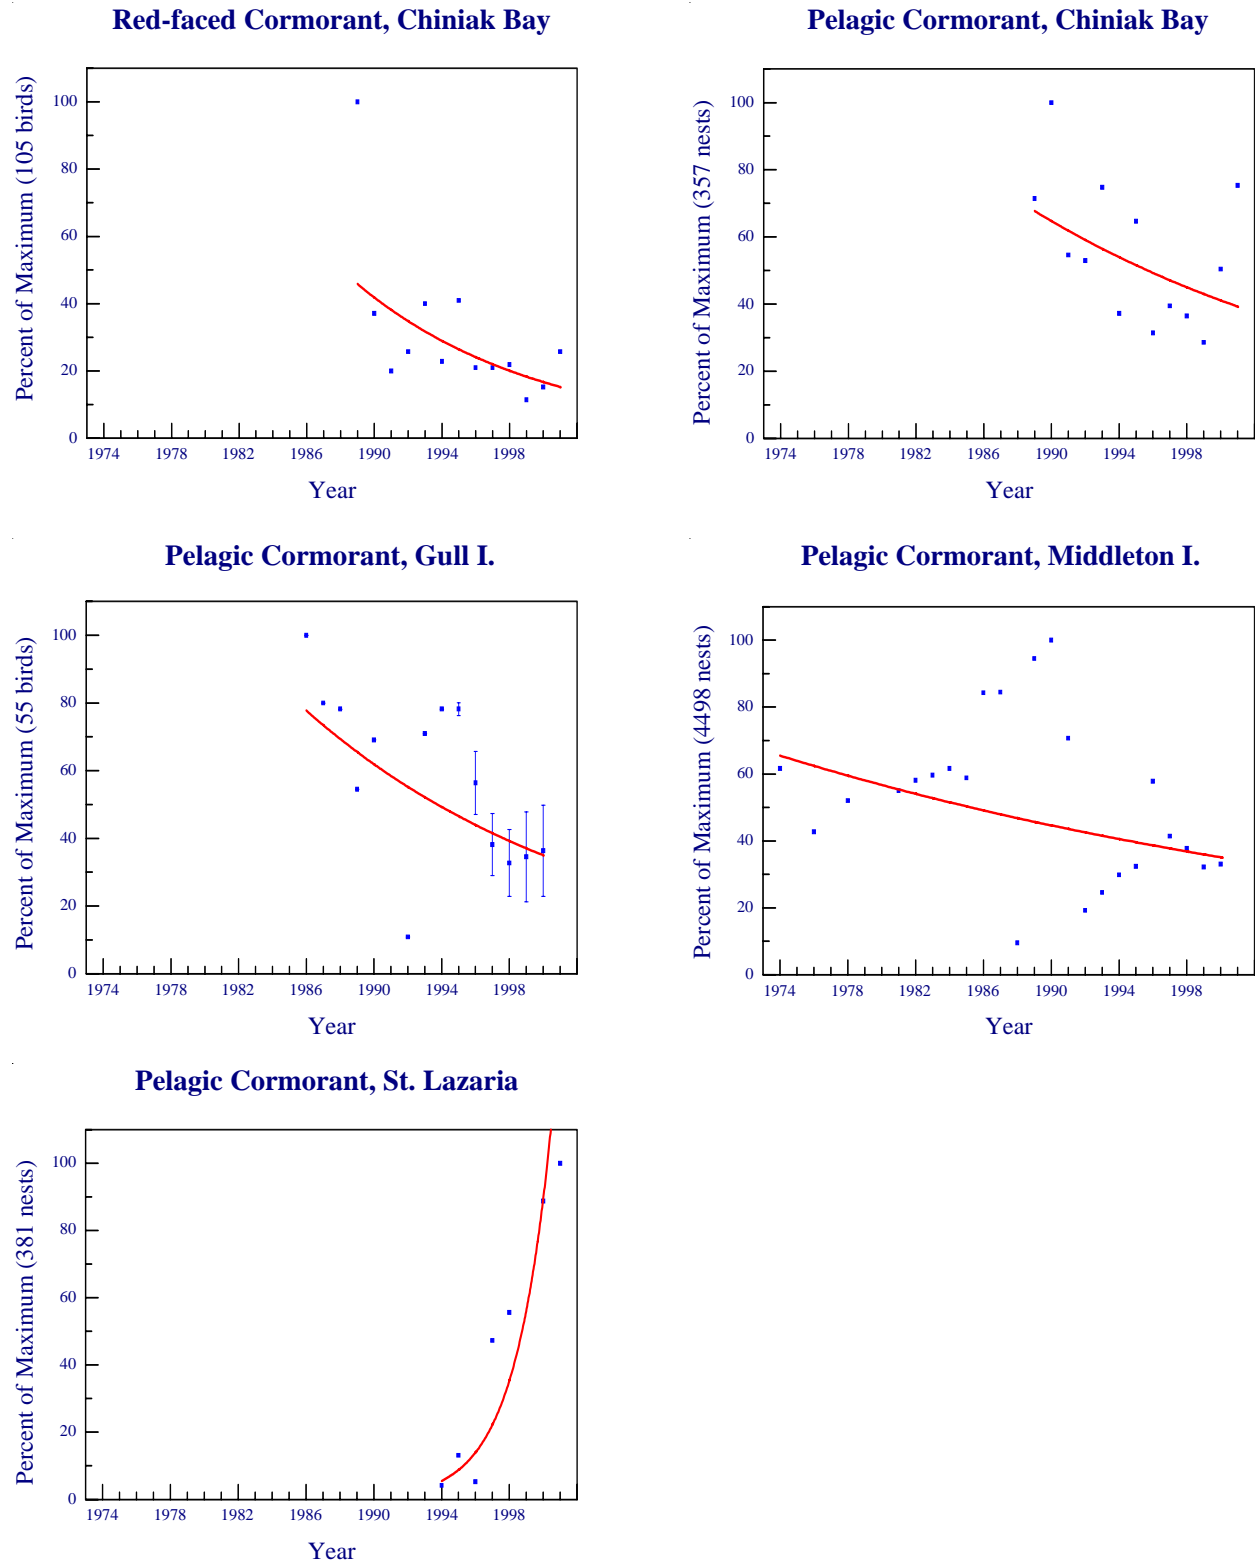 Red-faced Cormorant, Chiniak Bay
Percent of Maximum (105 birds)
100
80
60
40
20
0
1974 1978 1982 1986 1990 1994 1998
Year
Pelagic Cormorant, Chiniak Bay
Percent of Maximum (357 nests)
100
80
60
40
20
0
1974 1978 1982 1986 1990 1994 1998
Year
Pelagic Cormorant, Gull I.
Percent of Maximum (55 birds)
100
80
60
40
20
0
1974 1978 1982 1986 1990 1994 1998
Year
Pelagic Cormorant, Middleton I.
Percent of Maximum (4498 nests)
100
80
60
40
20
0
1974 1978 1982 1986 1990 1994 1998
Year
Pelagic Cormorant, St. Lazaria
Percent of Maximum (381 nests)
100
80
60
40
20
0
1974 1978 1982 1986 1990 1994 1998
Year